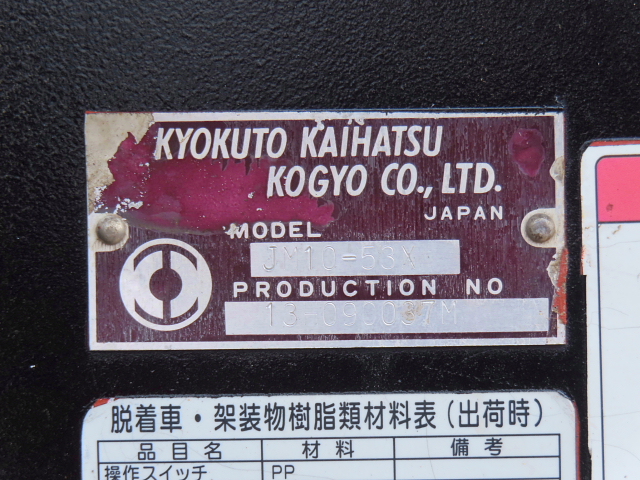 KYOKUTO KAIHATSU
KOGYO CO., LTD.
JAPAN
MODEL
PRODUCTION NO
脱着車・架装物樹脂類材料表(出荷時)
品目名 材料 備考
操作スイッチ PP